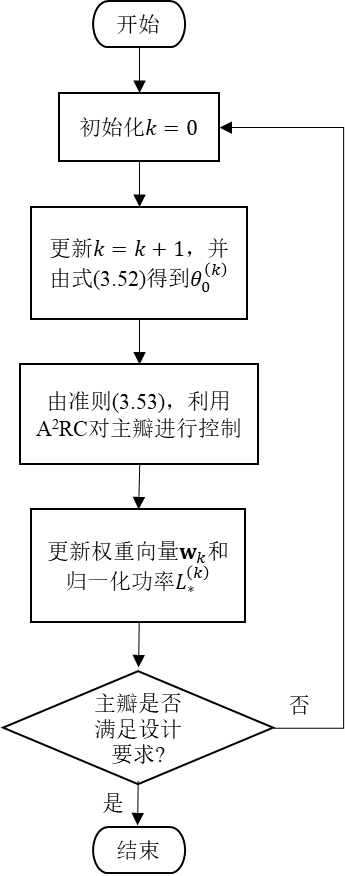 开始
初始化k = 0
更新k = k + 1，并
由式(3.52)得到θ₀⁽ᵏ⁾
由准则(3.53)，利用
A²RC对主瓣进行控制
更新权重向量𝐰ₖ和
归一化功率L₎⁽ᵏ⁾
主瓣是否
满足设计
要求?
否
是
结束